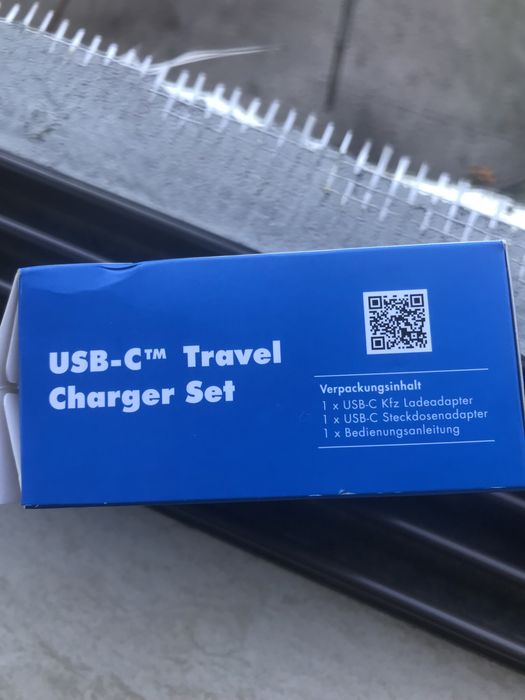 USB-C™ Travel
Charger Set
Verpackungsinhalt
1 x USB-C Kfz Ladeadapter
1 x USB-C Steckdosenadapter
1 x Bedienungsanleitung